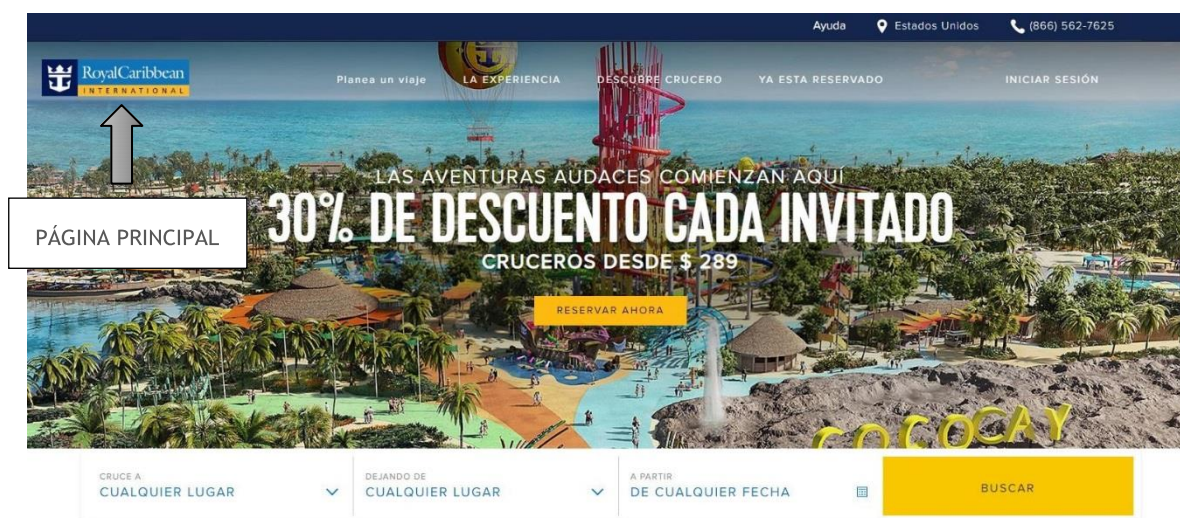 Ayuda Estados Unidos (866) 562-7625
RoyalCaribbean
INTERNATIONAL
Planea un viaje LA EXPERIENCIA DESCUBRE CRUCERO YA ESTA RESERVADO INICIAR SESIÓN
LAS AVENTURAS AUDACES COMIENZAN AQUÍ
30% DE DESCUENTO CADA INVITADO
PÁGINA PRINCIPAL
CRUCEROS DESDE $ 289
RESERVAR AHORA
COCOCAY
CRUCE A DEJANDO DE A PARTIR
CUALQUIER LUGAR CUALQUIER LUGAR DE CUALQUIER FECHA BUSCAR